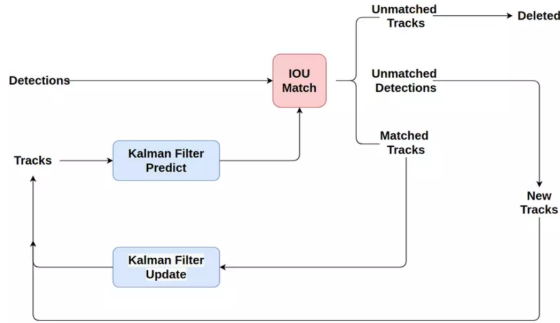 Unmatched
Tracks
Deleted
Detections
IOU
Match
Unmatched
Detections
Matched
Tracks
Tracks
Kalman Filter
Predict
New
Tracks
Kalman Filter
Update